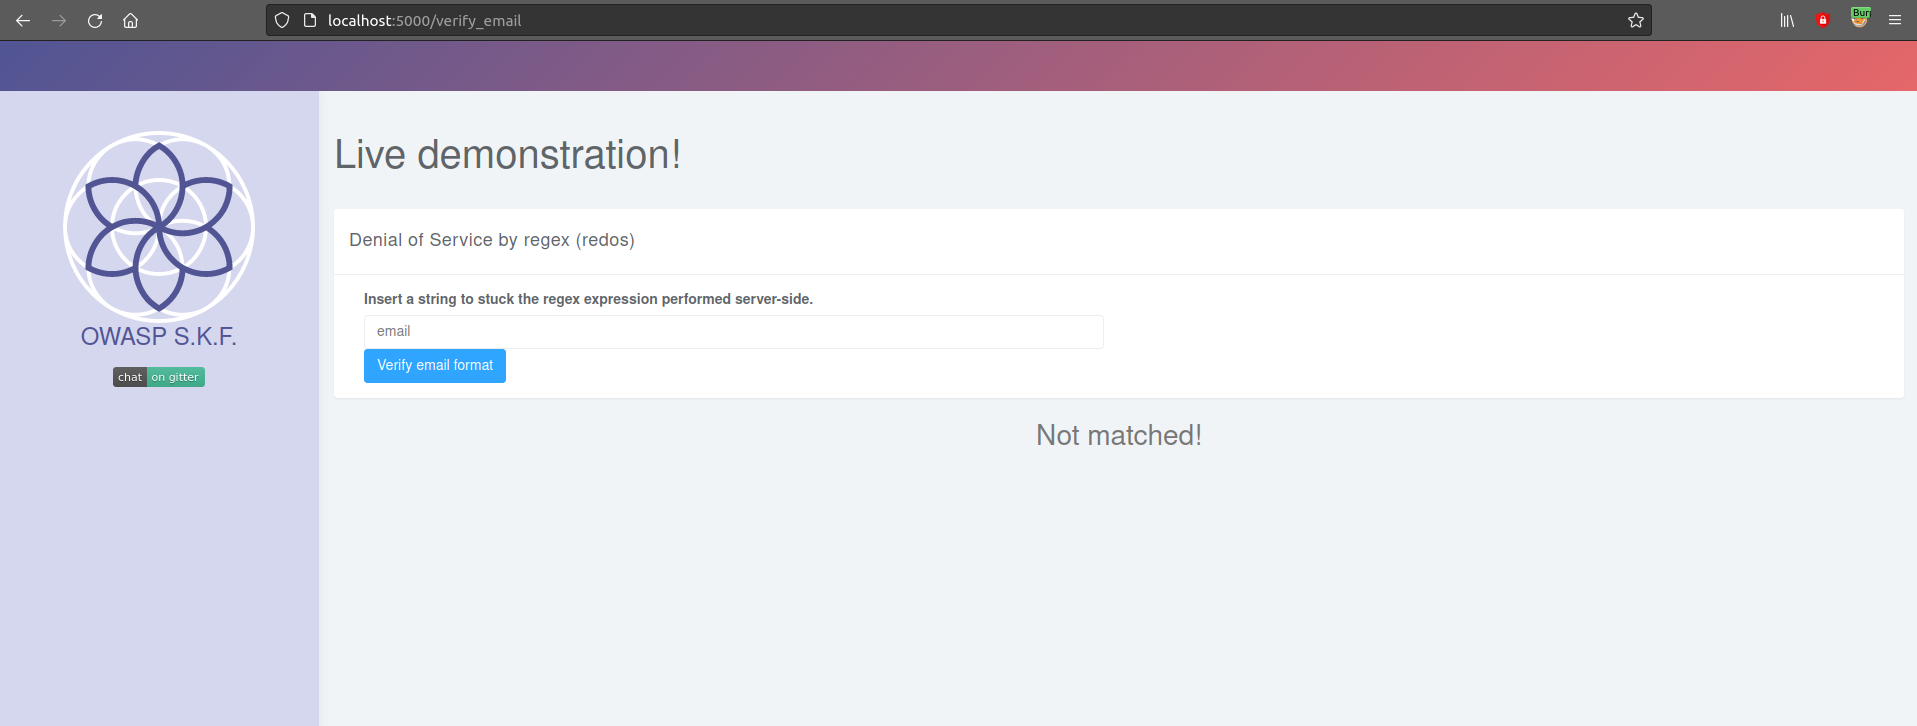 localhost:5000/verify_email
Bur
OWASP S.K.F.
chat on gitter
Live demonstration!
Denial of Service by regex (redos)
Insert a string to stuck the regex expression performed server-side.
email
Verify email format
Not matched!